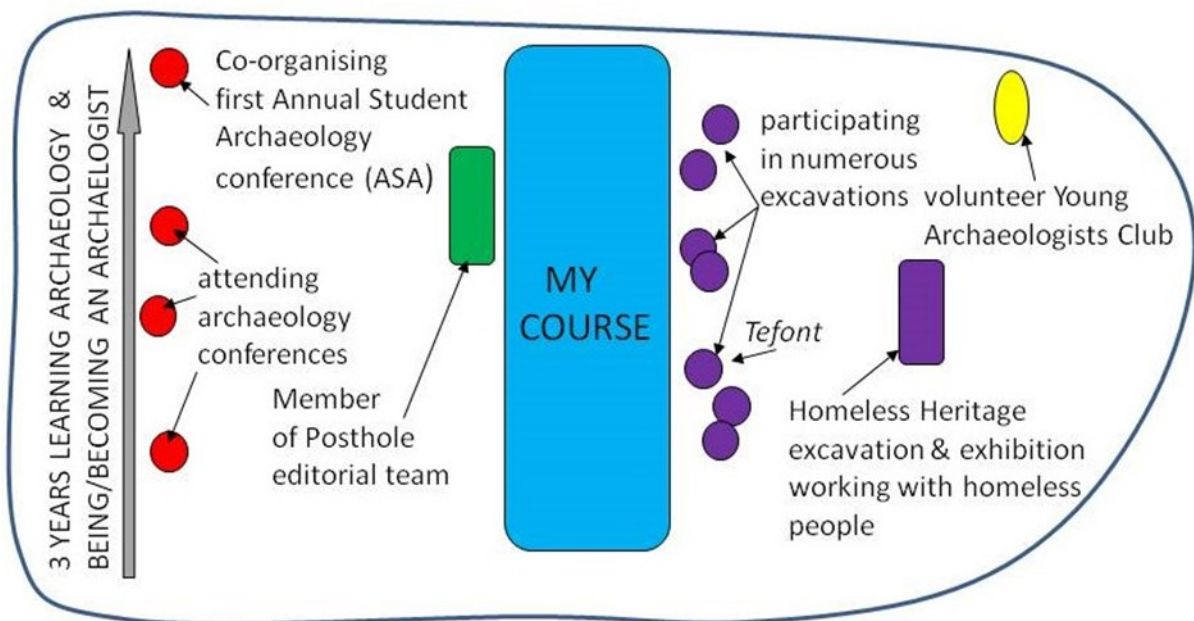 3 YEARS LEARNING ARCHAEOLOGY &
BEING/BECOMING AN ARCHAELOGIST
Co-organising
first Annual Student
Archaeology
conference (ASA)
attending
archaeology
conferences
Member
of Posthole
editorial team
MY
COURSE
participating
in numerous
excavations
Tefont
volunteer Young
Archaeologists Club
Homeless Heritage
excavation & exhibition
working with homeless
people